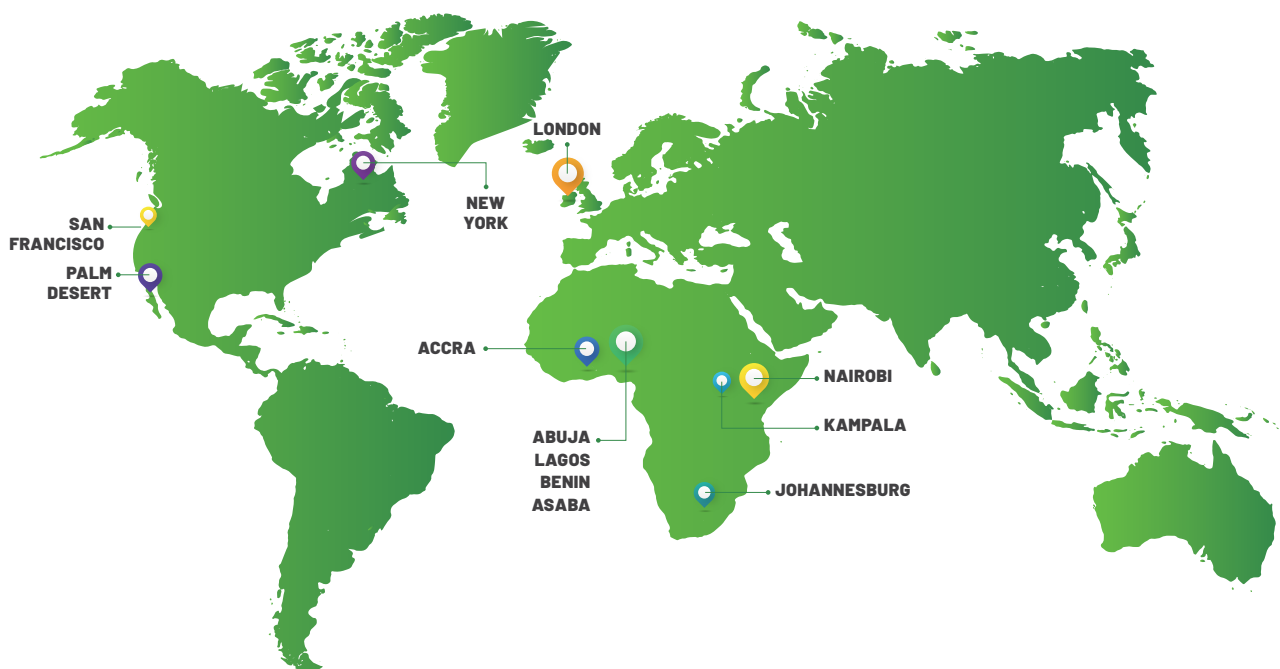 LONDON
NEW
YORK
SAN
FRANCISCO
PALM
DESERT
ACCRA
NAIROBI
KAMPALA
ABUJA
LAGOS
BENIN
ASABA
JOHANNESBURG